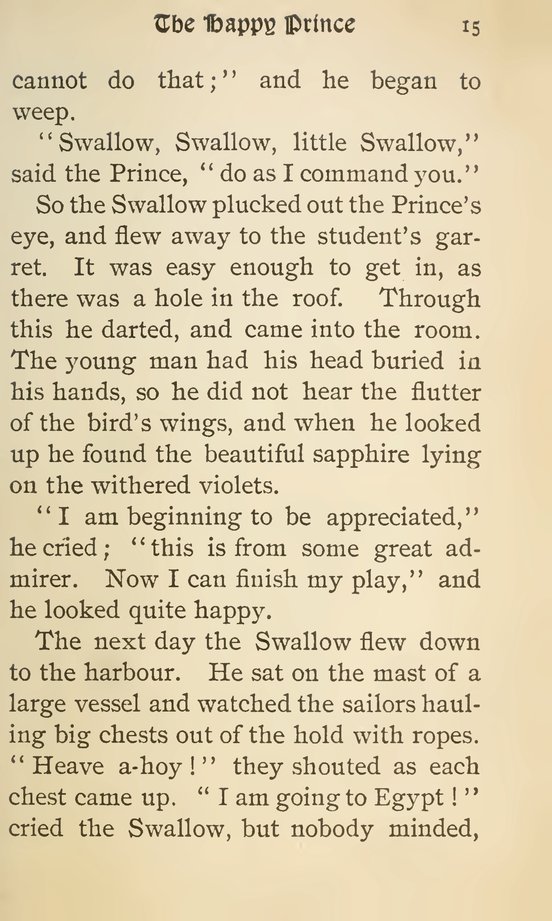 The Happy Prince 15
cannot do that;" and he began to
weep.
"Swallow, Swallow, little Swallow,"
said the Prince, "do as I command you."
So the Swallow plucked out the Prince's
eye, and flew away to the student's gar-
ret. It was easy enough to get in, as
there was a hole in the roof. Through
this he darted, and came into the room.
The young man had his head buried in
his hands, so he did not hear the flutter
of the bird's wings, and when he looked
up he found the beautiful sapphire lying
on the withered violets.
"I am beginning to be appreciated,"
he cried; "this is from some great ad-
mirer. Now I can finish my play," and
he looked quite happy.
The next day the Swallow flew down
to the harbour. He sat on the mast of a
large vessel and watched the sailors haul-
ing big chests out of the hold with ropes.
"Heave a-hoy!" they shouted as each
chest came up. "I am going to Egypt!"
cried the Swallow, but nobody minded,